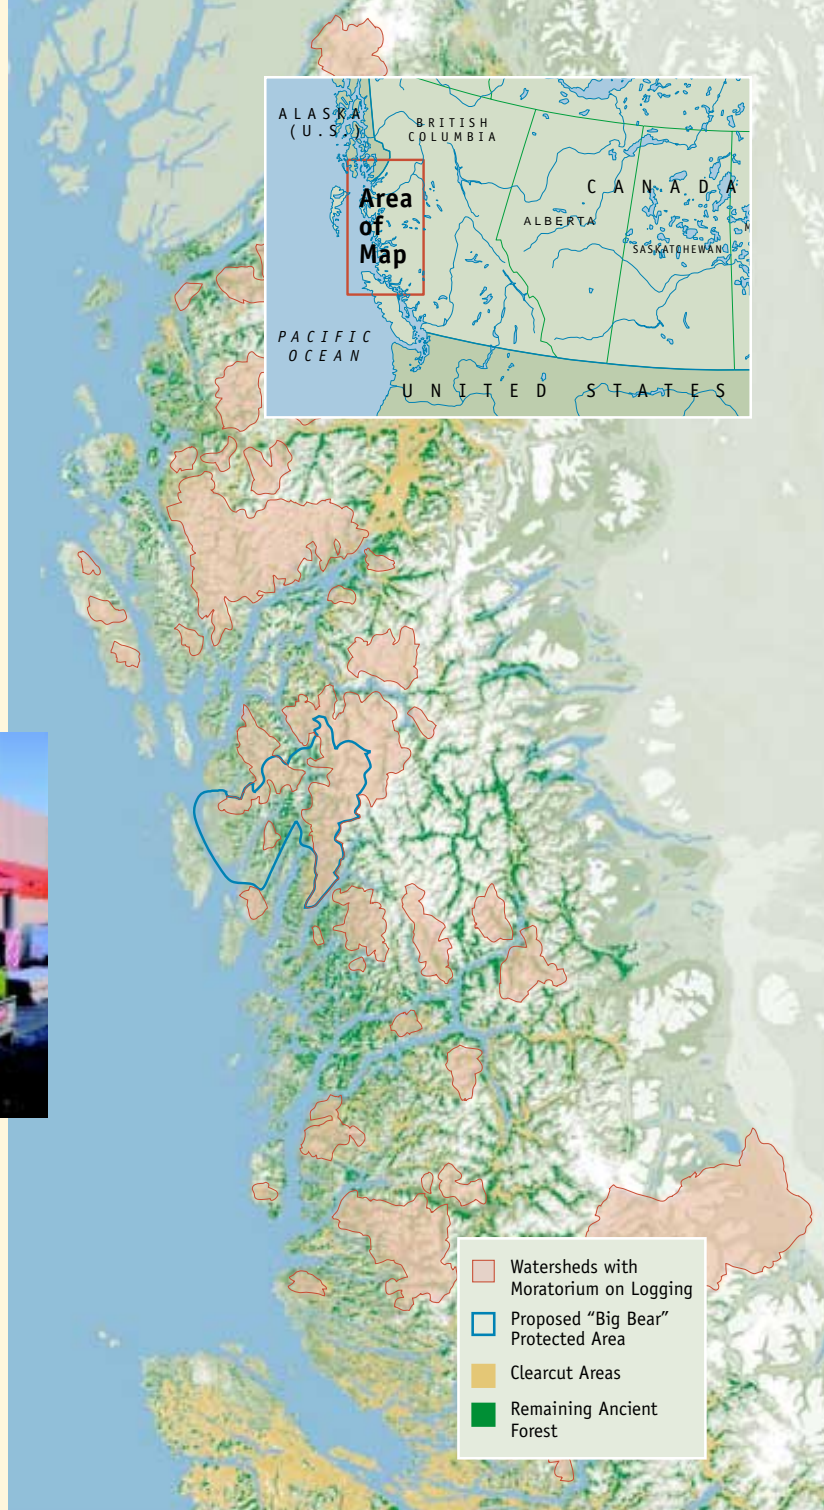 ALASKA
(U.S.)
BRITISH
COLUMBIA
Area
of
Map
CANADA
ALBERTA
SASKATCHEWAN
PACIFIC
OCEAN
UNITED STATES
Watersheds with
Moratorium on Logging
Proposed “Big Bear”
Protected Area
Clearcut Areas
Remaining Ancient
Forest